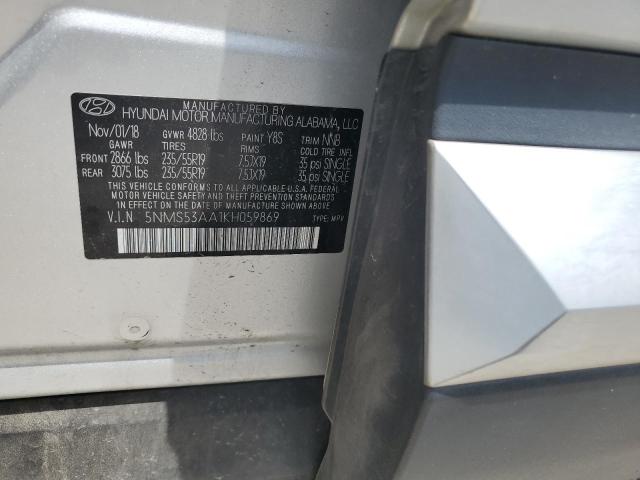 MANUFACTURED BY
HYUNDAI MOTOR MANUFACTURING ALABAMA, LLC
Nov/01/18 GVWR 4828 lbs PAINT Y8S TRIM NNB
GAWR TIRES RIMS COLD TIRE INFL
FRONT 2866 lbs 235/55R19 7.5JX19 35 psi SINGLE
REAR 3075 lbs 235/55R19 7.5JX19 35 psi SINGLE
THIS VEHICLE CONFORMS TO ALL APPLICABLE U.S.A. FEDERAL
MOTOR VEHICLE SAFETY AND THEFT PREVENTION STANDARDS
IN EFFECT ON THE DATE OF MANUFACTURE SHOWN ABOVE.
V.I.N 5NMS53AA1KH059869 TYPE: MPV